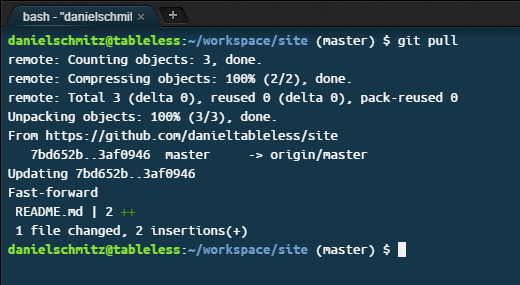 bash - "danielschmit
danielschmitz@tableless:~/workspace/site (master) $ git pull
remote: Counting objects: 3, done.
remote: Compressing objects: 100% (2/2), done.
remote: Total 3 (delta 0), reused 0 (delta 0), pack-reused 0
Unpacking objects: 100% (3/3), done.
From https://github.com/danieltableless/site
   7bd652b..3af0946  master     -> origin/master
Updating 7bd652b..3af0946
Fast-forward
 README.md | 2 ++
 1 file changed, 2 insertions(+)
danielschmitz@tableless:~/workspace/site (master) $